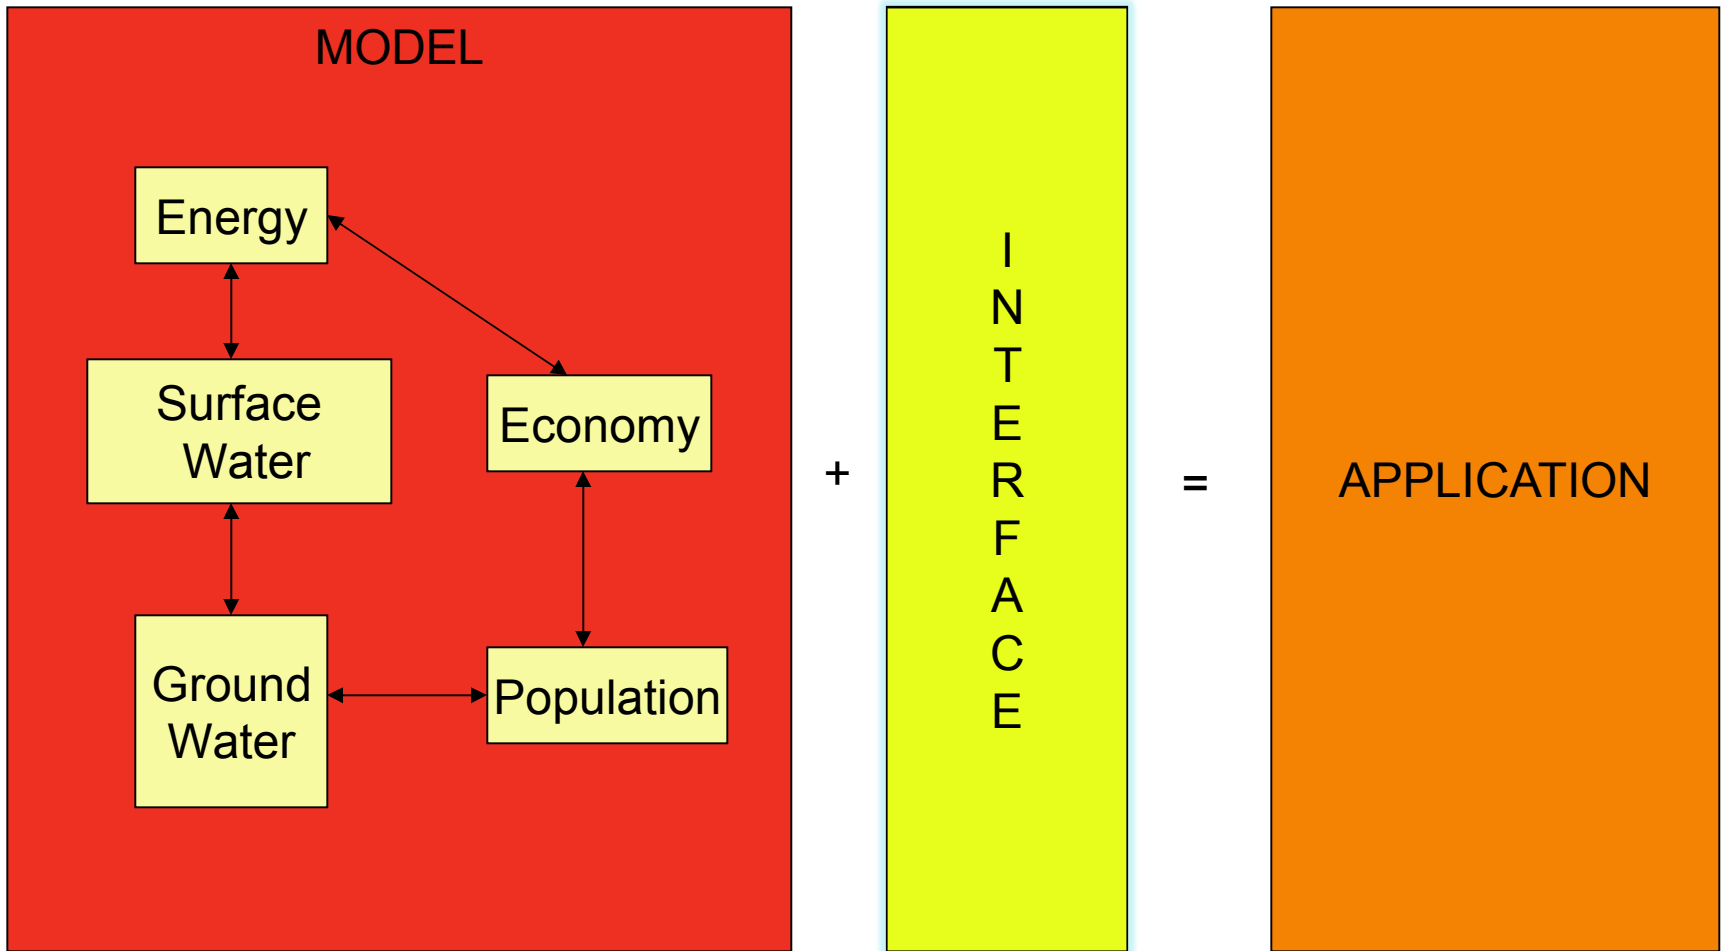 MODEL
Energy
Surface
Water
Economy
Ground
Water
Population
+
I
N
T
E
R
F
A
C
E
=
APPLICATION